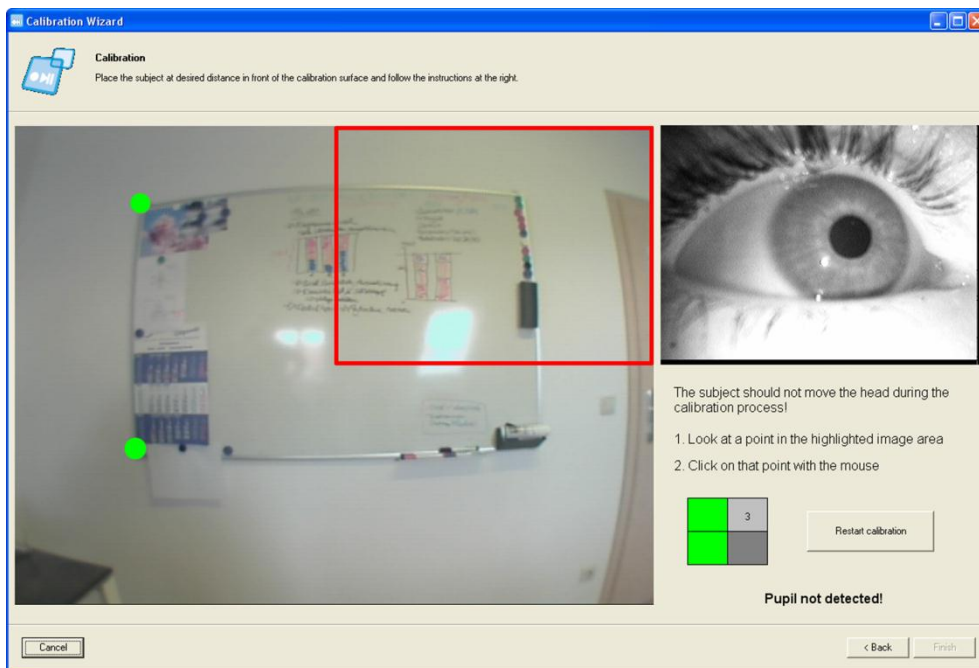 Calibration Wizard
Calibration
Place the subject at desired distance in front of the calibration surface and follow the instructions at the right.
The subject should not move the head during the
calibration process!
1. Look at a point in the highlighted image area
2. Click on that point with the mouse
3
Restart calibration
Pupil not detected!
Cancel
< Back
Finish